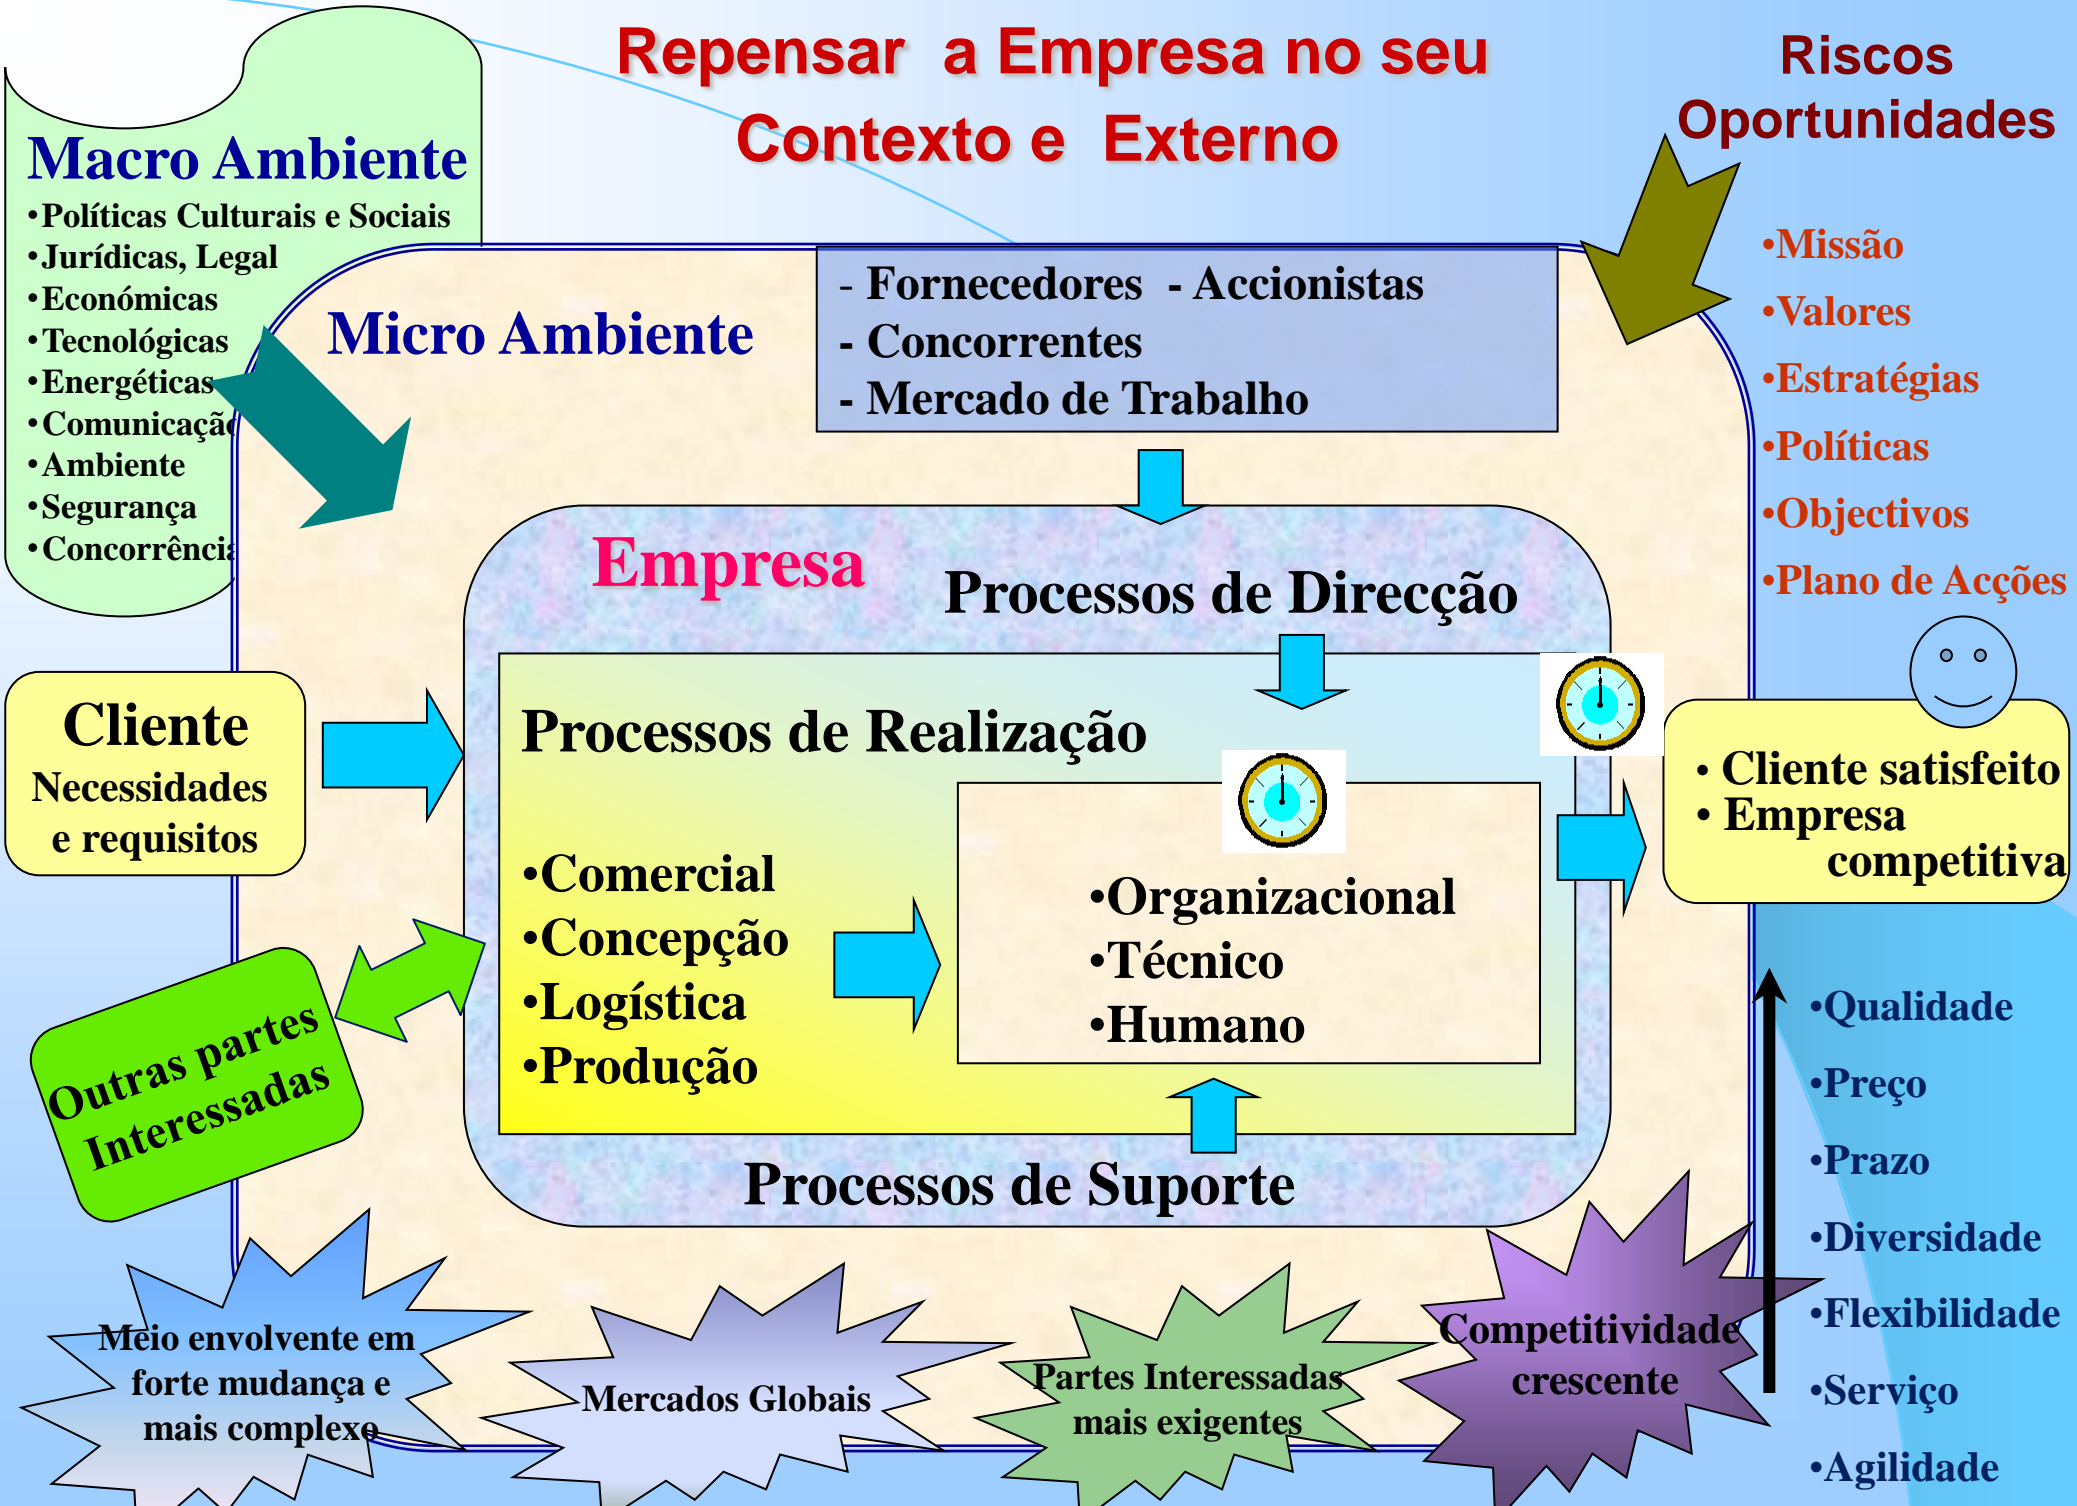 Repensar a Empresa no seu
Contexto e Externo
Riscos
Oportunidades
Macro Ambiente
•Políticas Culturais e Sociais
•Jurídicas, Legal
•Económicas
•Tecnológicas
•Energéticas
•Comunicação
•Ambiente
•Segurança
•Concorrência
Micro Ambiente
- Fornecedores - Accionistas
- Concorrentes
- Mercado de Trabalho
•Missão
•Valores
•Estratégias
•Políticas
•Objectivos
•Plano de Acções
Empresa
Processos de Direcção
Cliente
Necessidades
e requisitos
Processos de Realização
•Comercial
•Concepção
•Logística
•Produção
•Organizacional
•Técnico
•Humano
• Cliente satisfeito
• Empresa
competitiva
Outras partes
Interessadas
Processos de Suporte
•Qualidade
•Preço
•Prazo
•Diversidade
•Flexibilidade
•Serviço
•Agilidade
Meio envolvente em
forte mudança e
mais complexo
Mercados Globais
Partes Interessadas
mais exigentes
Competitividade
crescente